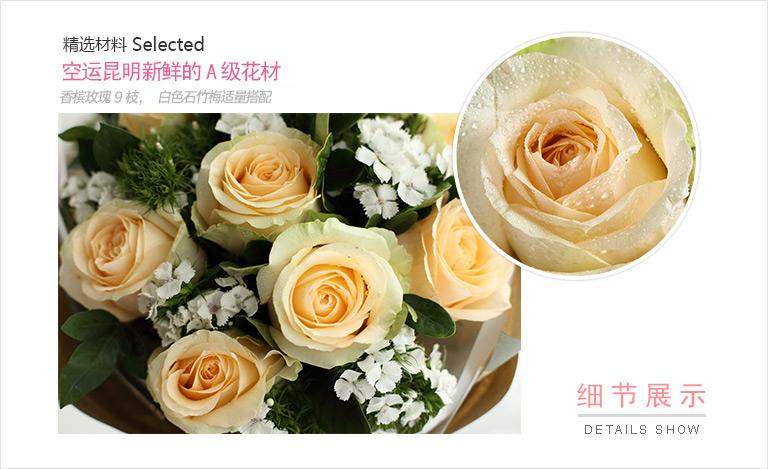 精选材料 Selected
空运昆明新鲜的 A 级花材
香槟玫瑰 9 枝， 白色石竹梅适量搭配
细节展示
DETAILS SHOW